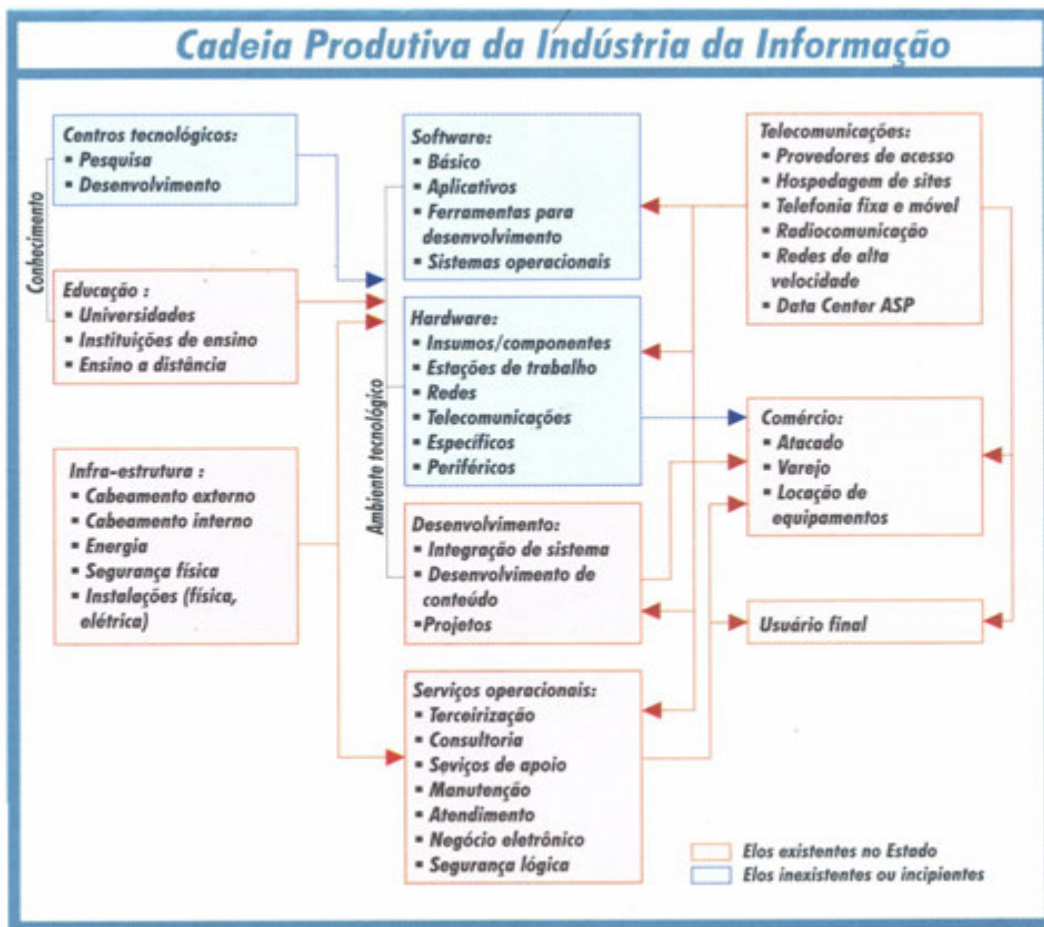 Cadeia Produtiva da Indústria da Informação
Conhecimento
Centros tecnológicos:
▪ Pesquisa
▪ Desenvolvimento
Educação :
▪ Universidades
▪ Instituições de ensino
▪ Ensino a distância
Infra-estrutura :
▪ Cabeamento externo
▪ Cabeamento interno
▪ Energia
▪ Segurança física
▪ Instalações (física,
elétrica)
Ambiente tecnológico
Software:
▪ Básico
▪ Aplicativos
▪ Ferramentas para
desenvolvimento
▪ Sistemas operacionais
Hardware:
▪ Insumos/componentes
▪ Estações de trabalho
▪ Redes
▪ Telecomunicações
▪ Específicos
▪ Periféricos
Desenvolvimento:
▪ Integração de sistema
▪ Desenvolvimento de
conteúdo
▪Projetos
Serviços operacionais:
▪ Terceirização
▪ Consultoria
▪ Seviços de apoio
▪ Manutenção
▪ Atendimento
▪ Negócio eletrônico
▪ Segurança lógica
Telecomunicações:
▪ Provedores de acesso
▪ Hospedagem de sites
▪ Telefonia fixa e móvel
▪ Radiocomunicação
▪ Redes de alta
velocidade
▪ Data Center ASP
Comércio:
▪ Atacado
▪ Varejo
▪ Locação de
equipamentos
Usuário final
Elos existentes no Estado
Elos inexistentes ou incipientes